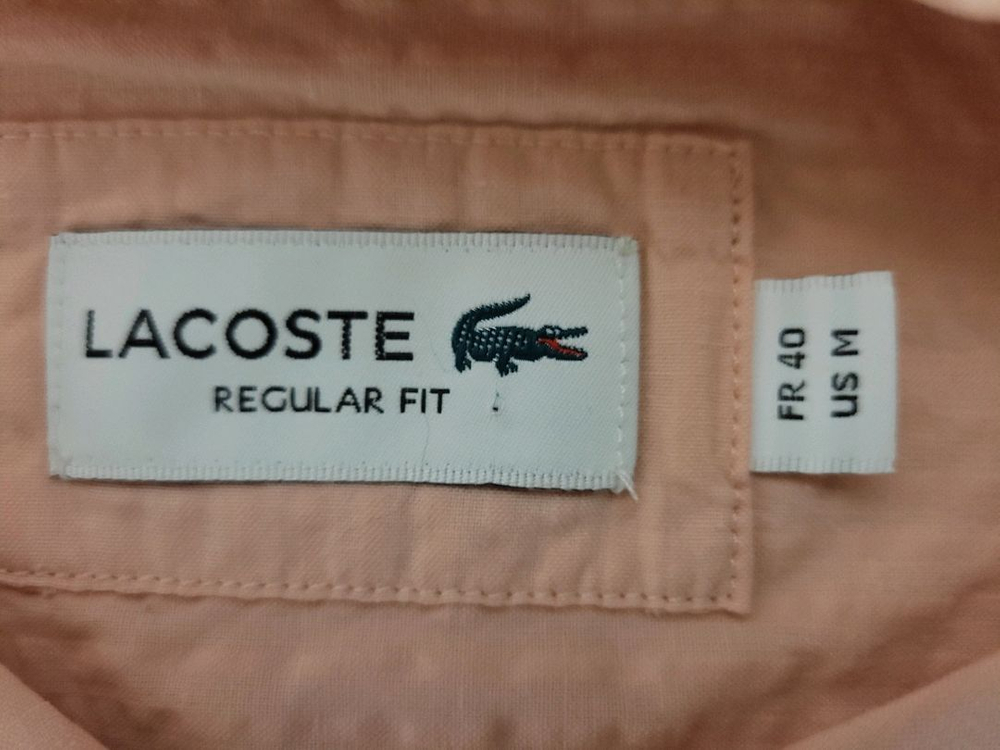 LACOSTE
REGULAR FIT
FR 40
US M